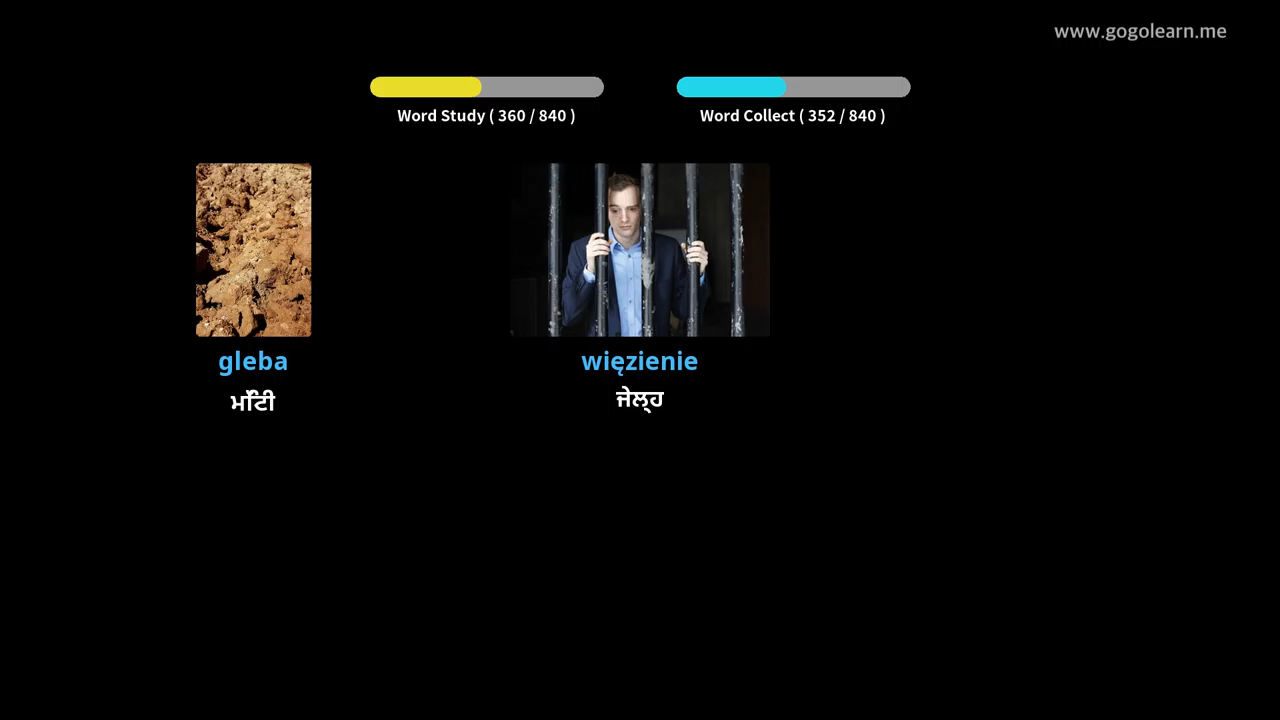 www.gogolearn.me
Word Study ( 360 / 840 )
Word Collect ( 352 / 840 )
gleba
więzienie
ਮਿੱਟੀ
ਜੇਲ੍ਹ